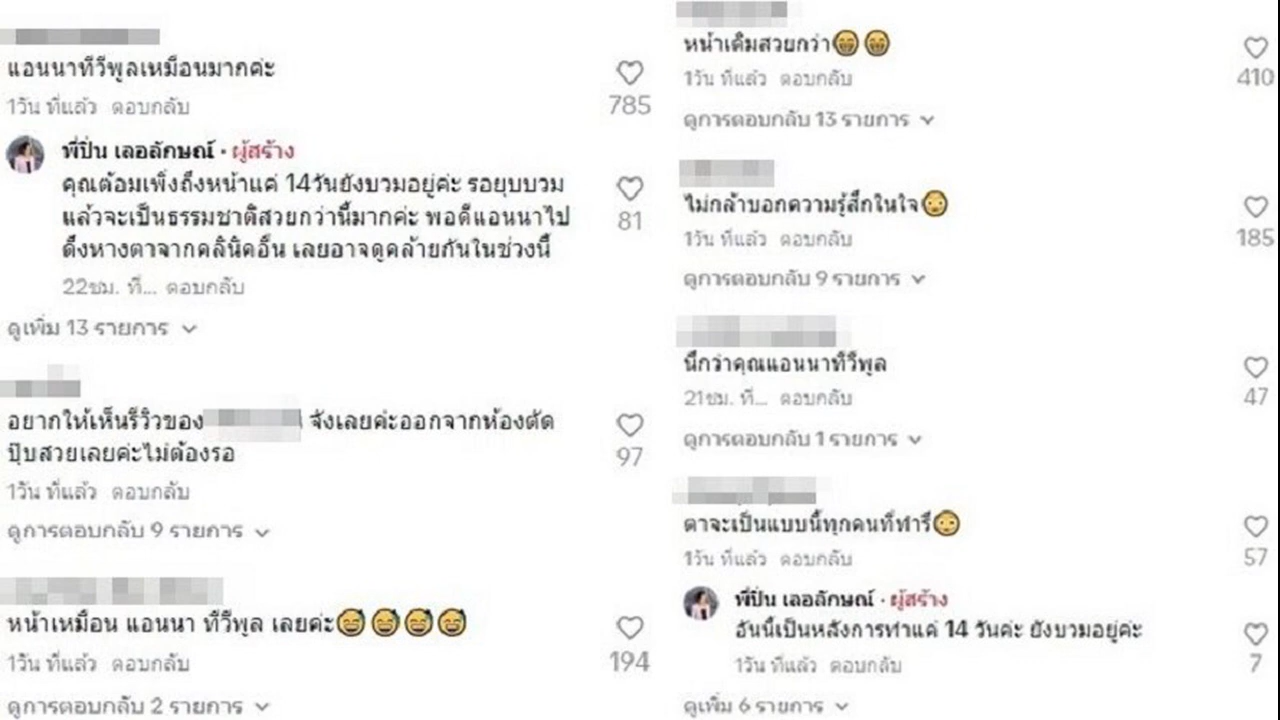 แอนนาทีวีพูลเหมือนมากค่ะ
1วัน ที่แล้ว ตอบกลับ
785
พี่ปิ่น เลอลักษณ์ · ผู้สร้าง
คุณต้อมเพิ่งถึงหน้าแค่ 14วันยังบวมอยู่ค่ะ รอยุบบวม
แล้วจะเป็นธรรมชาติสวยกว่านี้มากค่ะ พอดีแอนนาไป
ดึงหางตาจากคลินิคอื่น เลยอาจดูคล้ายกันในช่วงนี้
81
22ชม. ที่... ตอบกลับ
ดูเพิ่ม 13 รายการ
อยากให้เห็นรีวิวของ จังเลยค่ะออกจากห้องตัด
ปุ๊บสวยเลยค่ะไม่ต้องรอ
97
1วัน ที่แล้ว ตอบกลับ
ดูการตอบกลับ 9 รายการ
หน้าเหมือน แอนนา ทีวีพูล เลยค่ะ😅😅😅😅
194
1วัน ที่แล้ว ตอบกลับ
ดูการตอบกลับ 2 รายการ
หน้าเดิมสวยกว่า😁😁
1วัน ที่แล้ว ตอบกลับ
410
ดูการตอบกลับ 13 รายการ
ไม่กล้าบอกความรู้สึกในใจ😳
1วัน ที่แล้ว ตอบกลับ
185
ดูการตอบกลับ 9 รายการ
นึกว่าคุณแอนนาทีวีพูล
21ชม. ที่... ตอบกลับ
47
ดูการตอบกลับ 1 รายการ
ตาจะเป็นแบบนี้ทุกคนที่ทำรึ😳
1วัน ที่แล้ว ตอบกลับ
57
พี่ปิ่น เลอลักษณ์ · ผู้สร้าง
อันนี้เป็นหลังการทำแค่ 14 วันค่ะ ยังบวมอยู่ค่ะ
1วัน ที่แล้ว ตอบกลับ
7
ดูเพิ่ม 6 รายการ